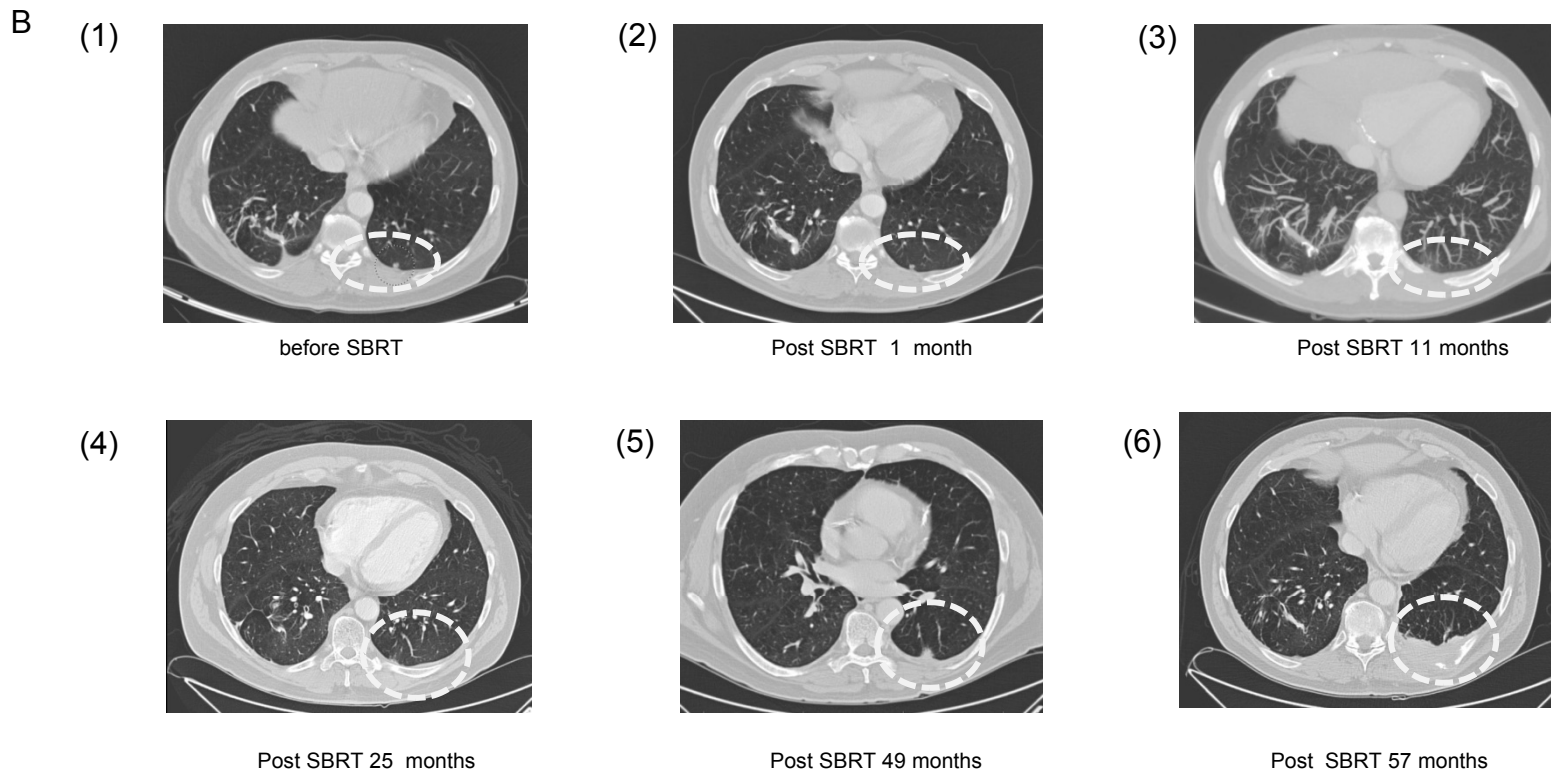 B
(1)
(2)
(3)
before SBRT
Post SBRT 1 month
Post SBRT 11 months
(4)
(5)
(6)
Post SBRT 25 months
Post SBRT 49 months
Post SBRT 57 months